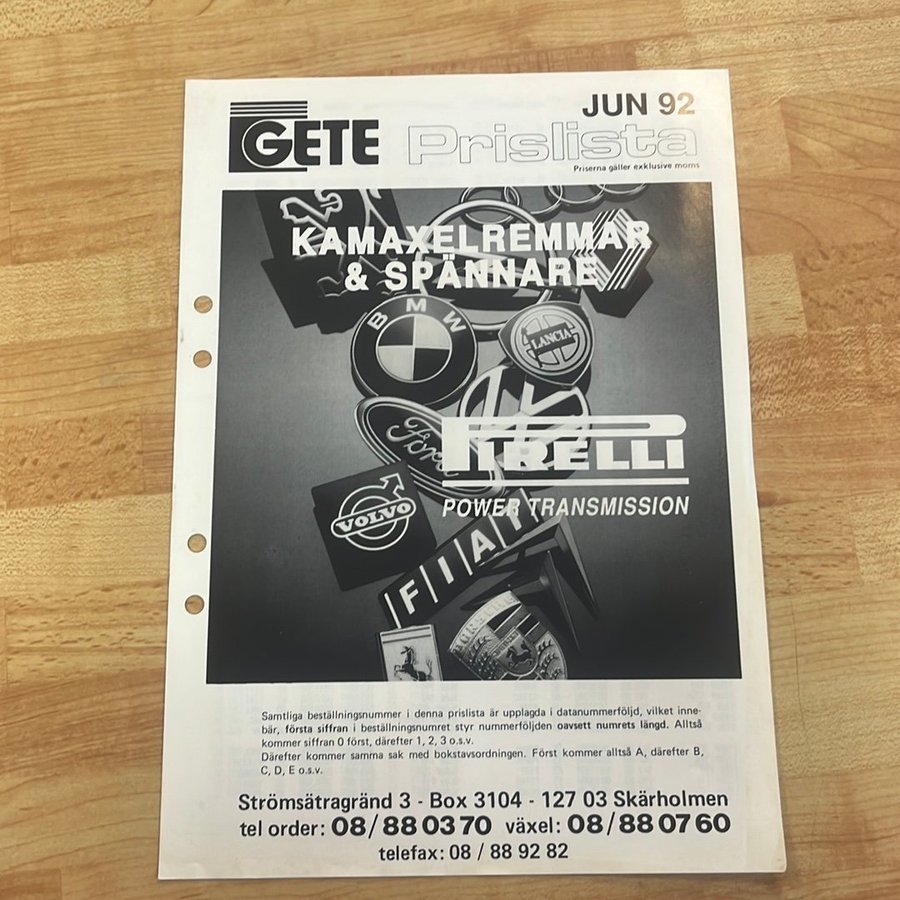 GETE
JUN 92
Prislista
Priserna gäller exklusive moms
KAMAXELREMMAR
& SPÄNNARE
BMW
LANCIA
Ford
PIRELLI
POWER TRANSMISSION
VOLVO
FIAT
PORSCHE
Samtliga beställningsnummer i denna prislista är upplagda i datanummerföljd, vilket inne-
bär, första siffran i beställningsnumret styr nummerföljden oavsett numrets längd. Alltså
kommer siffran 0 först, därefter 1, 2, 3 o.s.v.
Därefter kommer samma sak med bokstavsordningen. Först kommer alltså A, därefter B,
C, D, E o.s.v.
Strömsätragränd 3 - Box 3104 - 127 03 Skärholmen
tel order: 08/88 03 70 växel: 08/88 07 60
telefax: 08 / 88 92 82